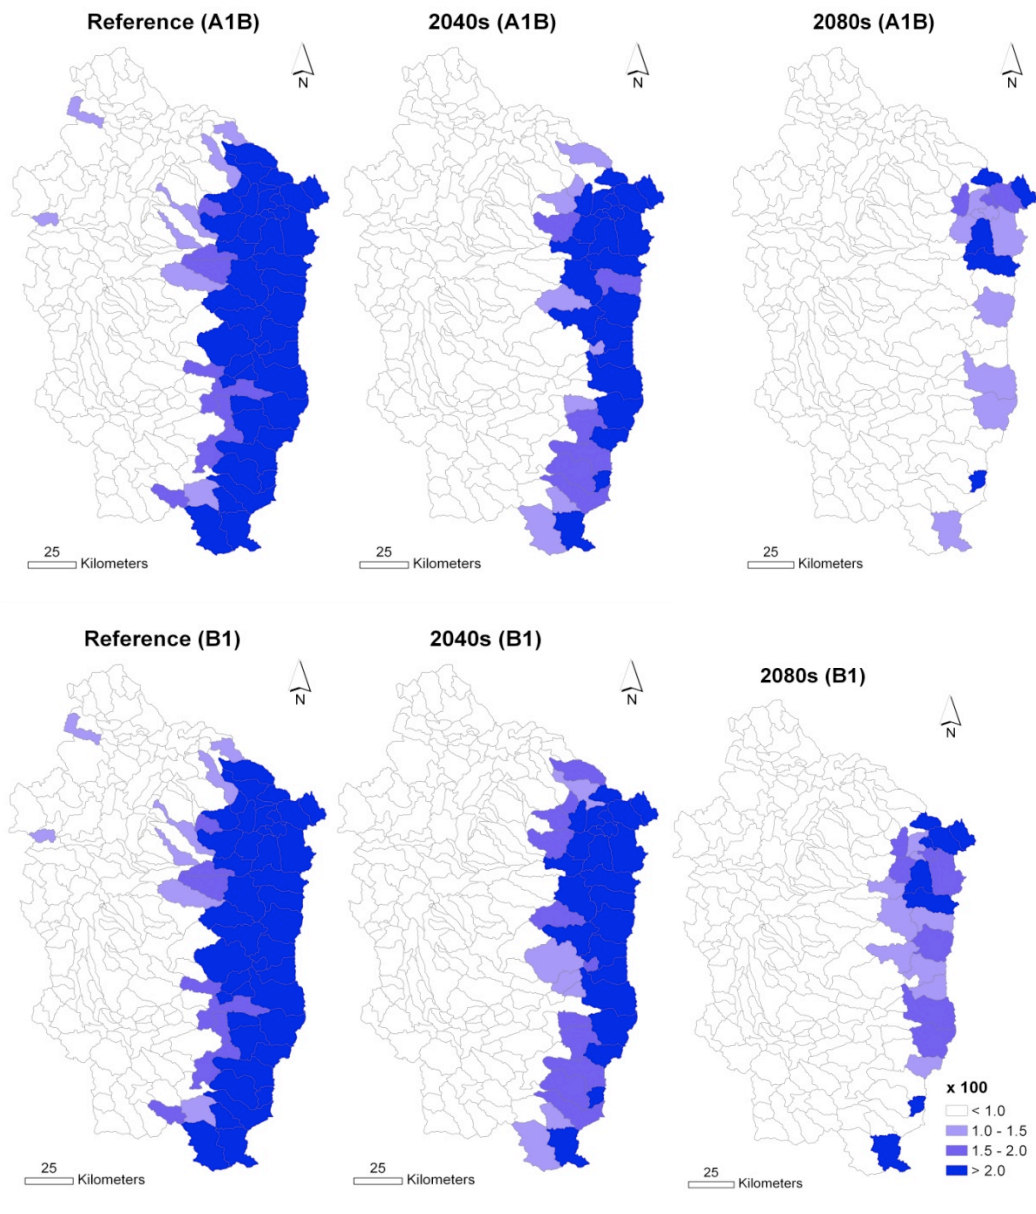 Reference (A1B)
2040s (A1B)
2080s (A1B)
N
N
N
25
Kilometers
25
Kilometers
25
Kilometers
Reference (B1)
2040s (B1)
2080s (B1)
N
N
N
x 100
< 1.0
1.0 - 1.5
1.5 - 2.0
> 2.0
25
Kilometers
25
Kilometers
25
Kilometers